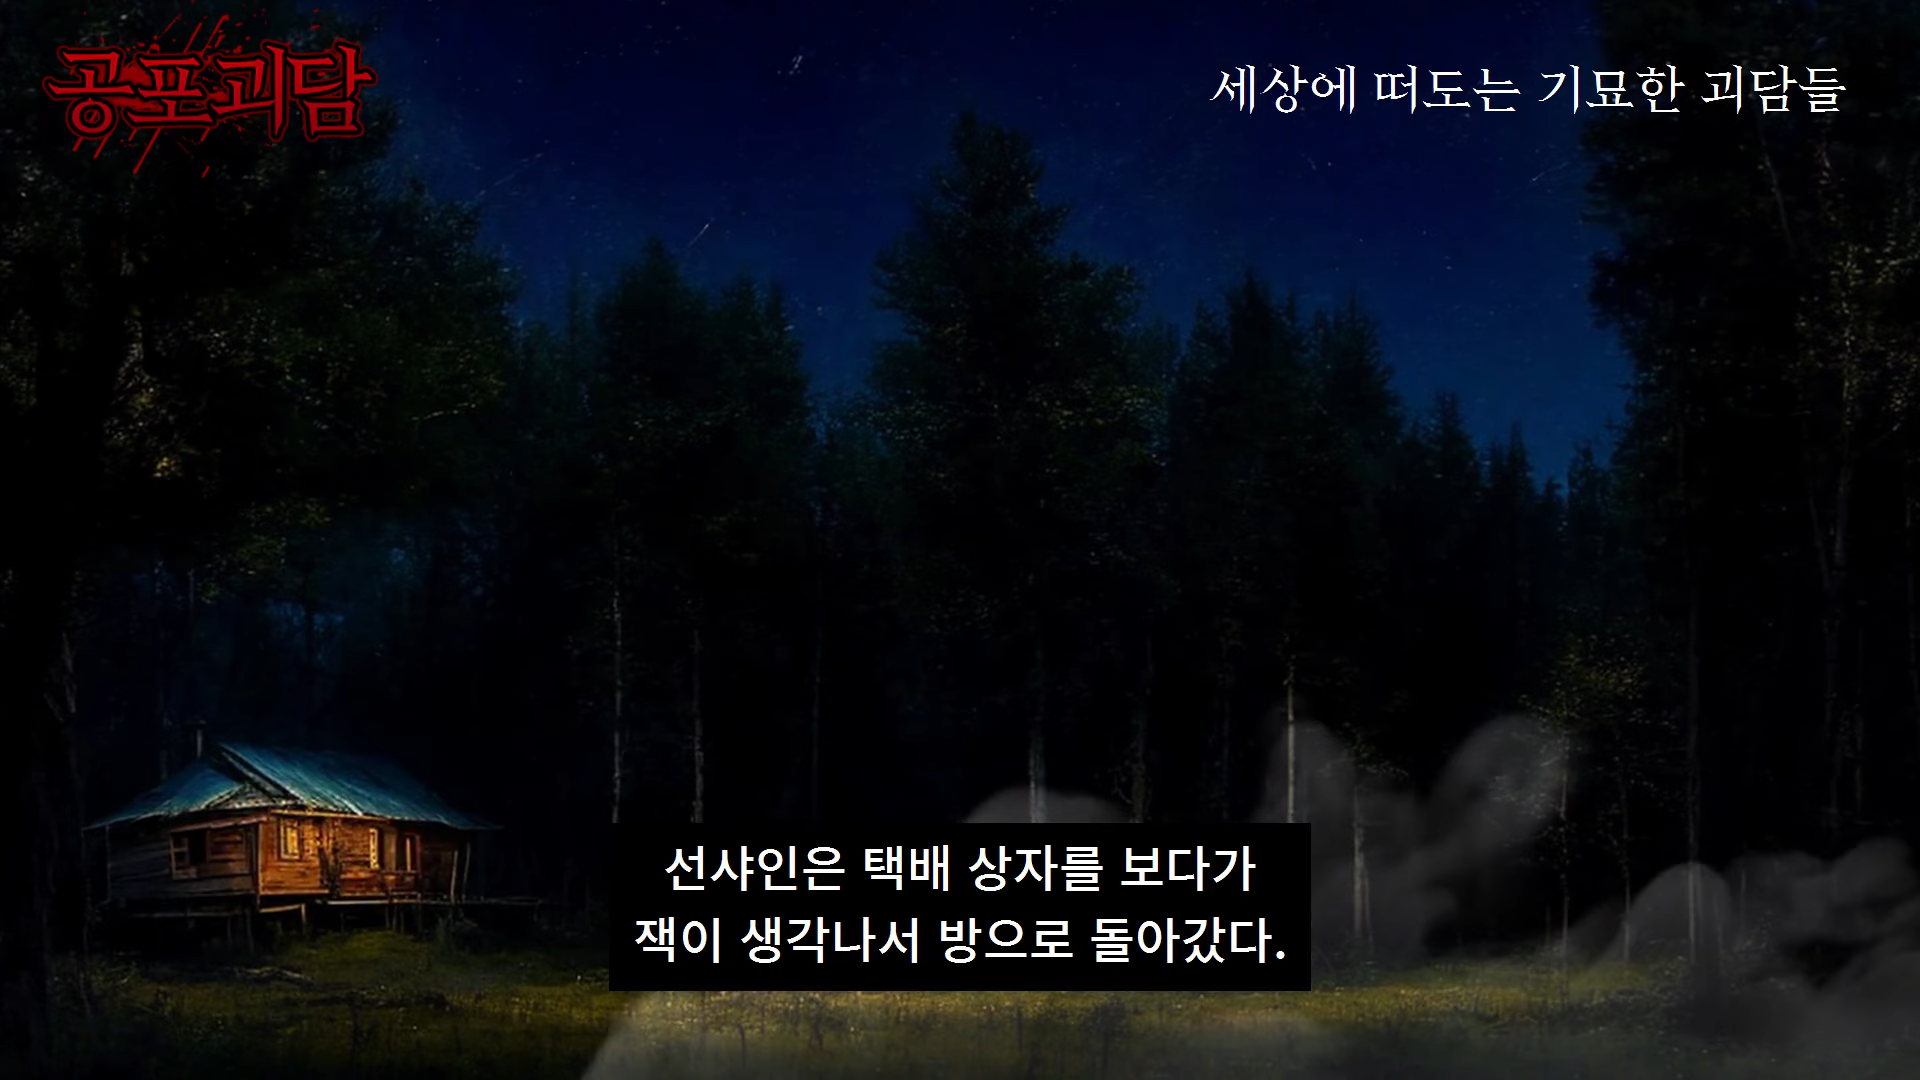 공포괴담
세상에 떠도는 기묘한 괴담들
선샤인은 택배 상자를 보다가
잭이 생각나서 방으로 돌아갔다.